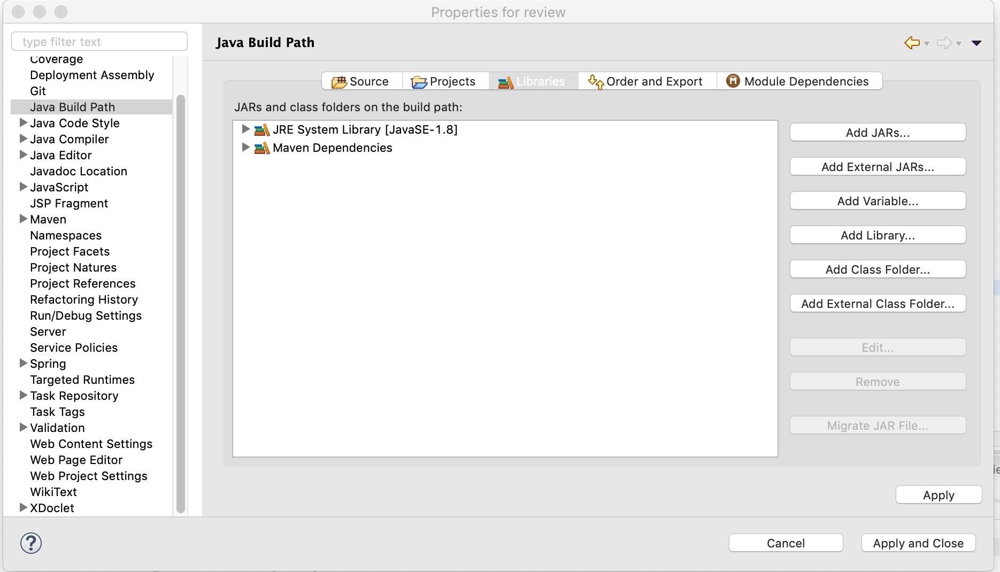 Properties for review
type filter text
Coverage
Deployment Assembly
Git
Java Build Path
Java Code Style
Java Compiler
Java Editor
Javadoc Location
JavaScript
JSP Fragment
Maven
Namespaces
Project Facets
Project Natures
Project References
Refactoring History
Run/Debug Settings
Server
Service Policies
Spring
Targeted Runtimes
Task Repository
Task Tags
Validation
Web Content Settings
Web Page Editor
Web Project Settings
WikiText
XDoclet
Java Build Path
Source Projects Libraries Order and Export M Module Dependencies
JARs and class folders on the build path:
JRE System Library [JavaSE-1.8]
Maven Dependencies
Add JARs...
Add External JARs...
Add Variable...
Add Library...
Add Class Folder...
Add External Class Folder...
Edit...
Remove
Migrate JAR File...
Apply
?
Cancel
Apply and Close